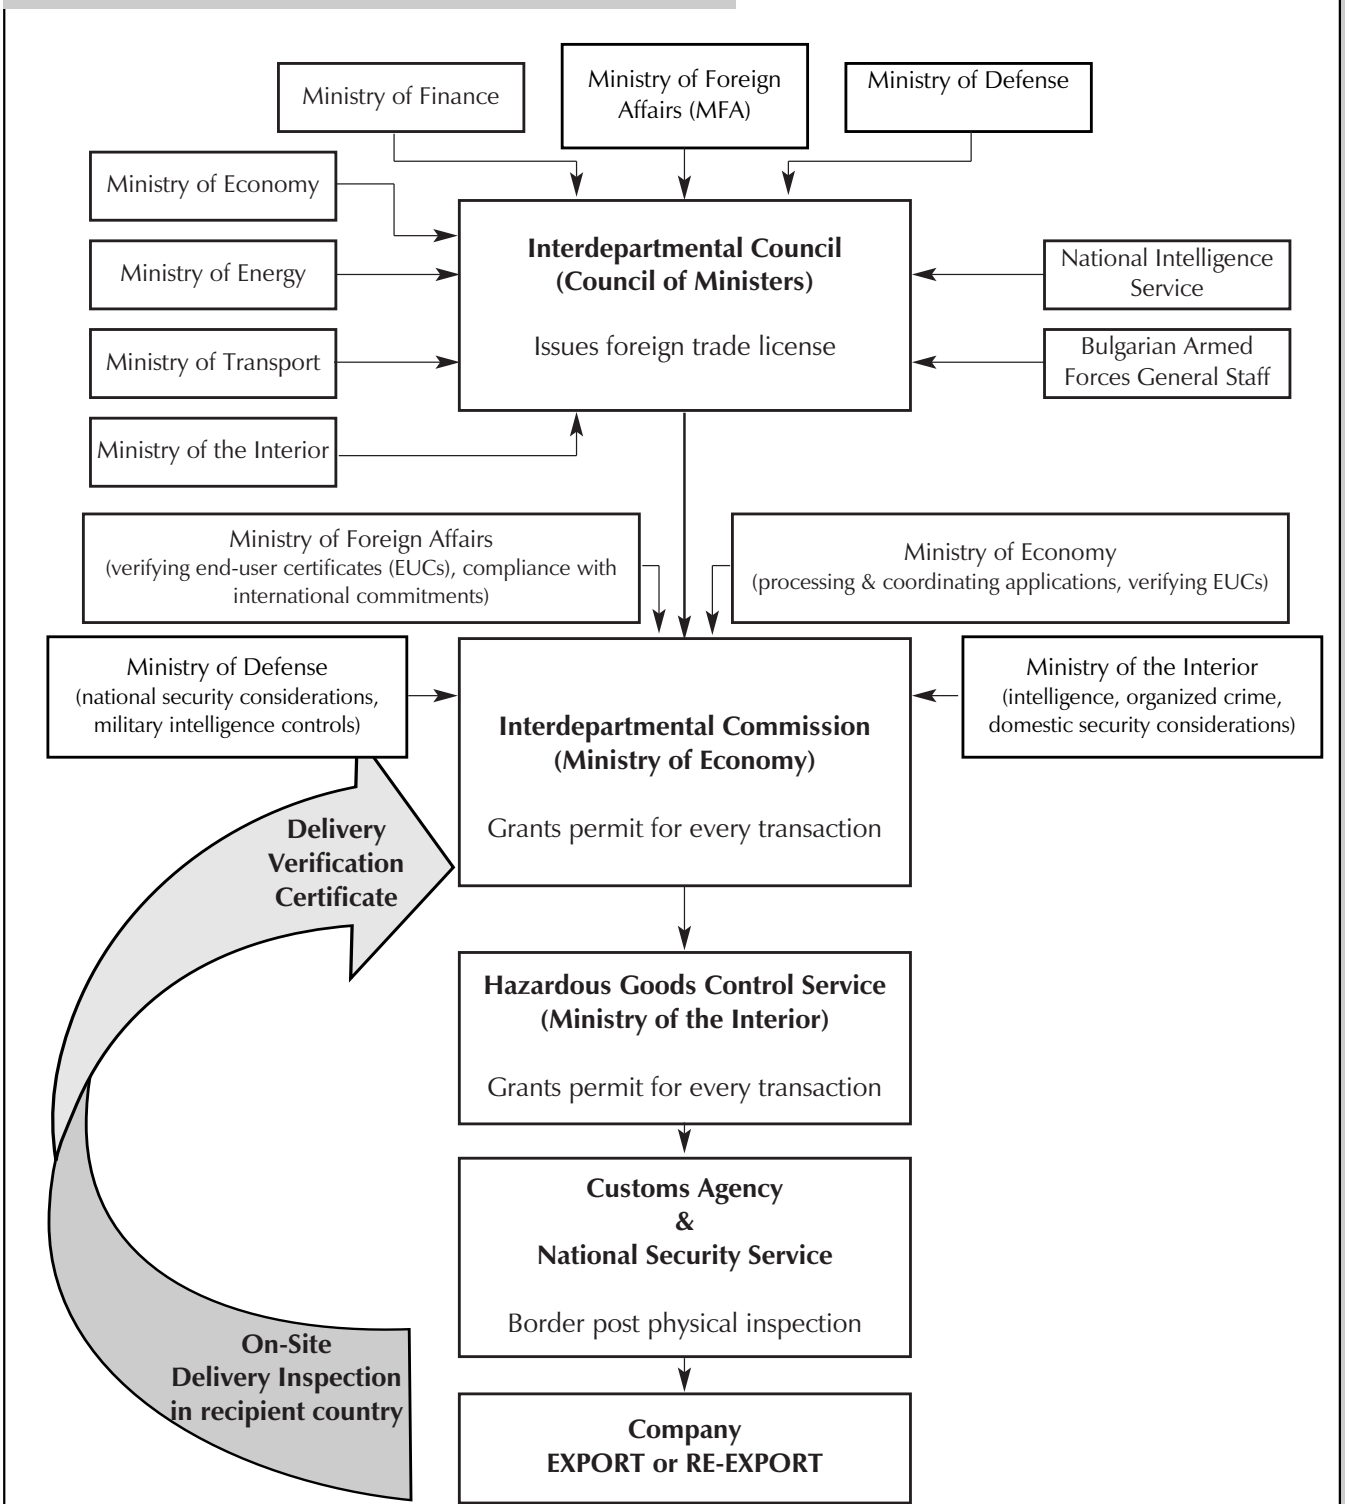 Ministry of Finance
Ministry of Foreign
Affairs (MFA)
Ministry of Defense
Ministry of Economy
Ministry of Energy
Ministry of Transport
Ministry of the Interior
Interdepartmental Council
(Council of Ministers)
Issues foreign trade license
National Intelligence
Service
Bulgarian Armed
Forces General Staff
Ministry of Foreign Affairs
(verifying end-user certificates (EUCs), compliance with
international commitments)
Ministry of Economy
(processing & coordinating applications, verifying EUCs)
Ministry of Defense
(national security considerations,
military intelligence controls)
Interdepartmental Commission
(Ministry of Economy)
Grants permit for every transaction
Ministry of the Interior
(intelligence, organized crime,
domestic security considerations)
Delivery
Verification
Certificate
Hazardous Goods Control Service
(Ministry of the Interior)
Grants permit for every transaction
Customs Agency
&
National Security Service
Border post physical inspection
On-Site
Delivery Inspection
in recipient country
Company
EXPORT or RE-EXPORT